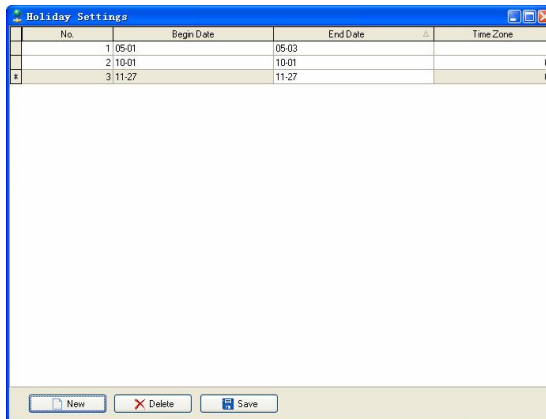 Holiday Settings
No. Begin Date End Date Time Zone
1 05-01 05-03
2 10-01 10-01
* 3 11-27 11-27
New Delete Save